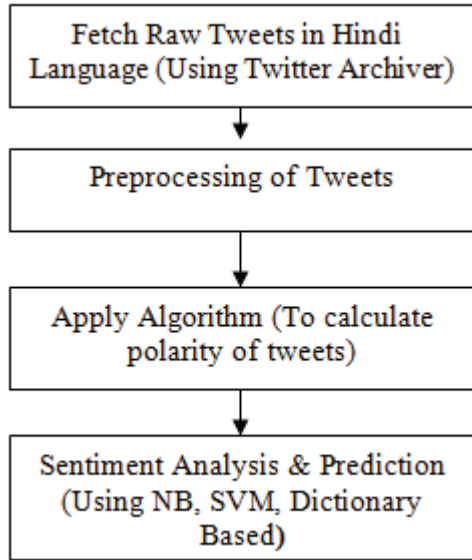 Fetch Raw Tweets in Hindi
Language (Using Twitter Archiver)
Preprocessing of Tweets
Apply Algorithm (To calculate
polarity of tweets)
Sentiment Analysis & Prediction
(Using NB, SVM, Dictionary
Based)